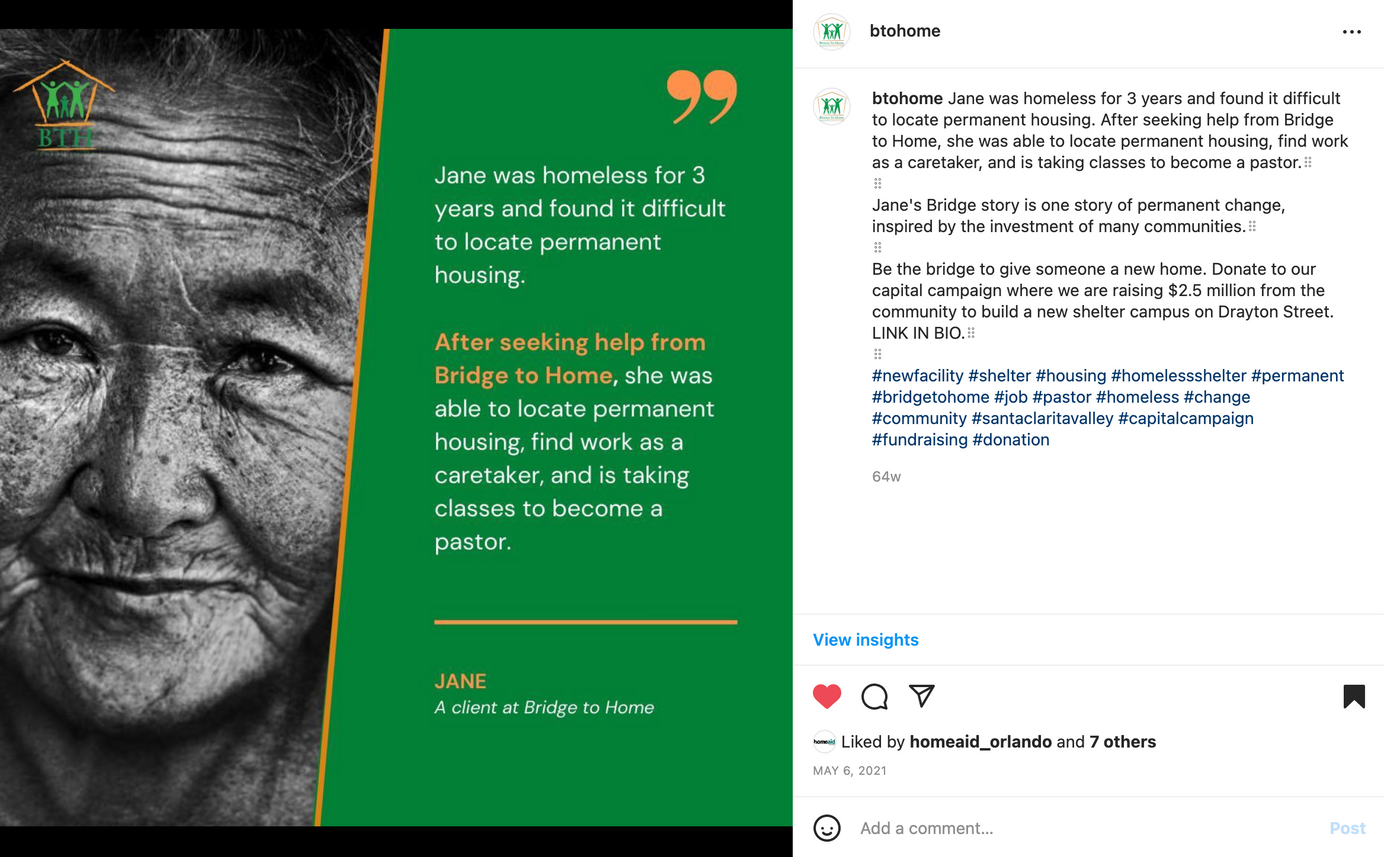 BTH
”
Jane was homeless for 3
years and found it difficult
to locate permanent
housing.
After seeking help from
Bridge to Home, she was
able to locate permanent
housing, find work as a
caretaker, and is taking
classes to become a
pastor.
JANE
A client at Bridge to Home
btohome
btohome Jane was homeless for 3 years and found it difficult
to locate permanent housing. After seeking help from Bridge
to Home, she was able to locate permanent housing, find work
as a caretaker, and is taking classes to become a pastor.⠿
⠿
Jane's Bridge story is one story of permanent change,
inspired by the investment of many communities.⠿
⠿
Be the bridge to give someone a new home. Donate to our
capital campaign where we are raising $2.5 million from the
community to build a new shelter campus on Drayton Street.
LINK IN BIO.⠿
⠿
#newfacility #shelter #housing #homelessshelter #permanent
#bridgetohome #job #pastor #homeless #change
#community #santaclaritavalley #capitalcampaign
#fundraising #donation
64w
View insights
homeaid
Liked by homeaid_orlando and 7 others
MAY 6, 2021
Add a comment...
Post